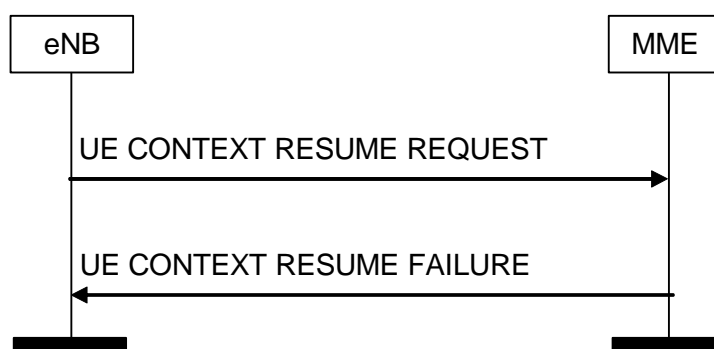 eNB
MME
UE CONTEXT RESUME REQUEST
UE CONTEXT RESUME FAILURE